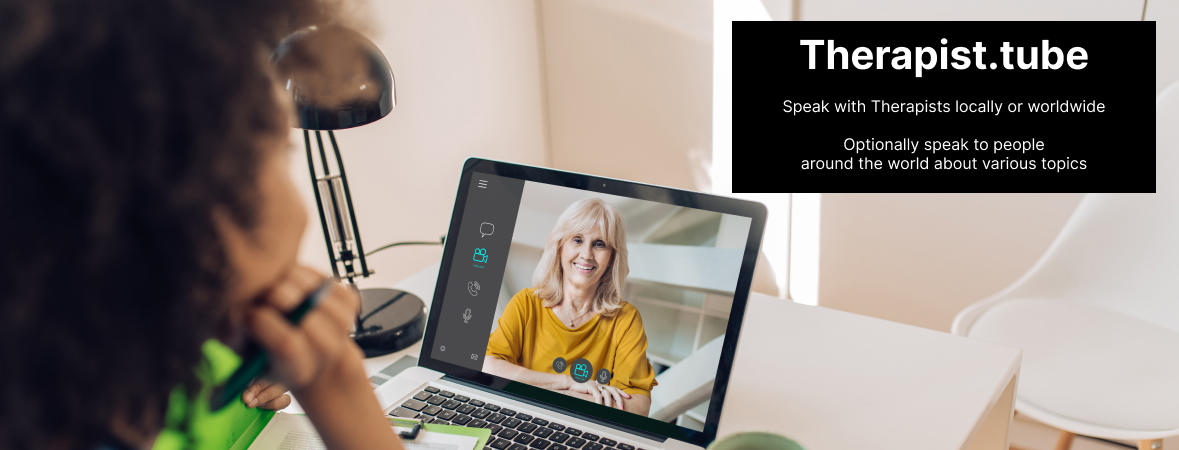 Therapist.tube
Speak with Therapists locally or worldwide
Optionally speak to people
around the world about various topics